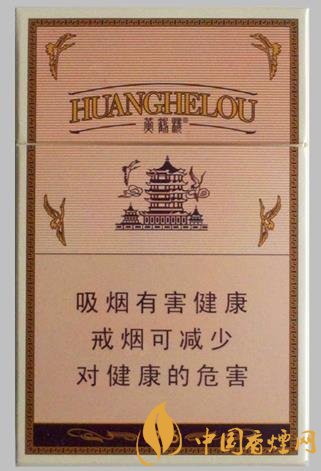 HUANGHELOU
黄鹤楼®
吸烟有害健康
戒烟可减少
对健康的危害
中国香烟网